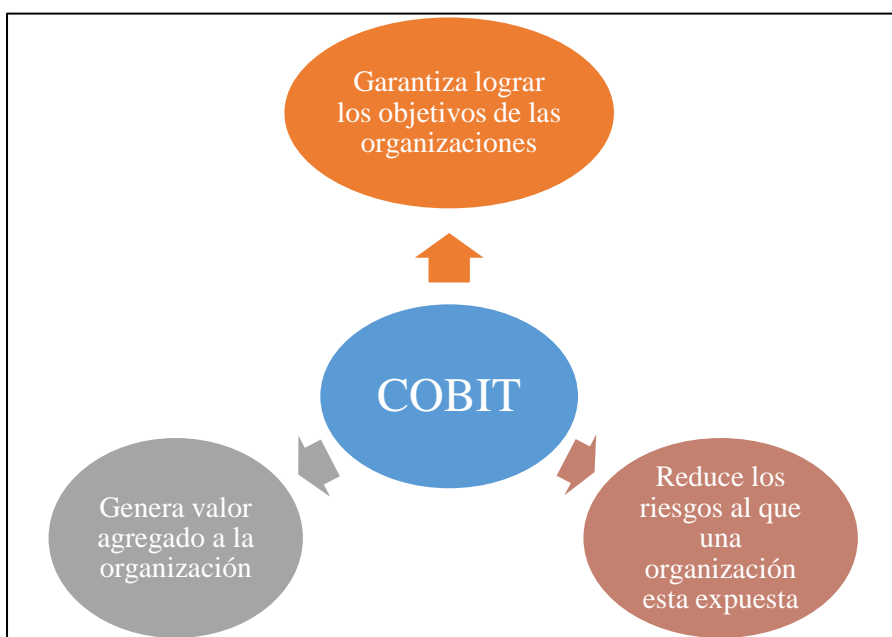 Garantiza lograr
los objetivos de las
organizaciones
COBIT
Genera valor
agregado a la
organización
Reduce los
riesgos al que
una
organización
esta expuesta